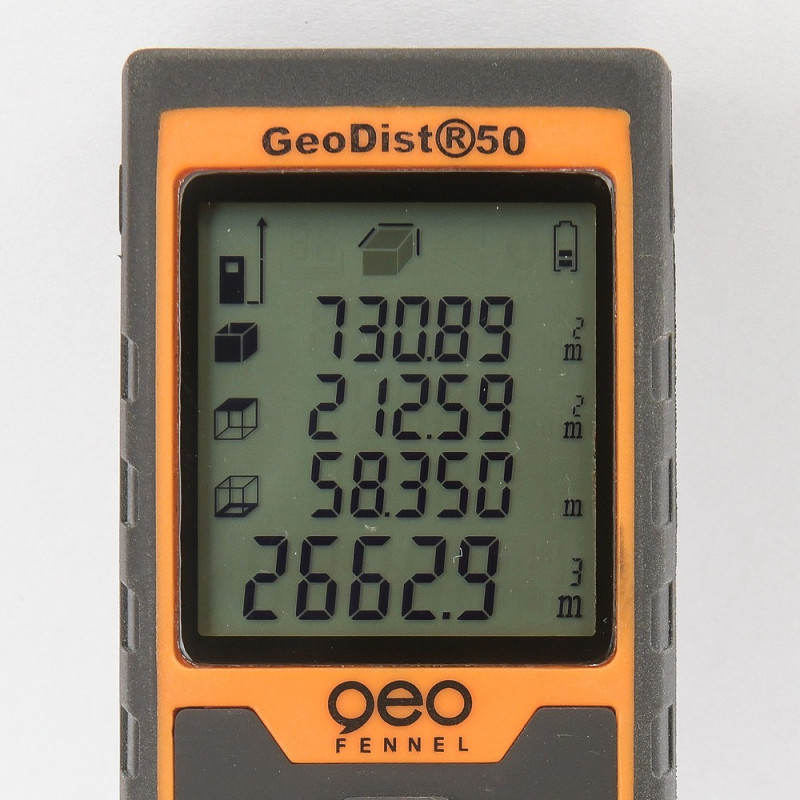 GeoDist®50
730.89 m²
212.59 m²
58.350 m
2662.9 m³
geo
FENNEL